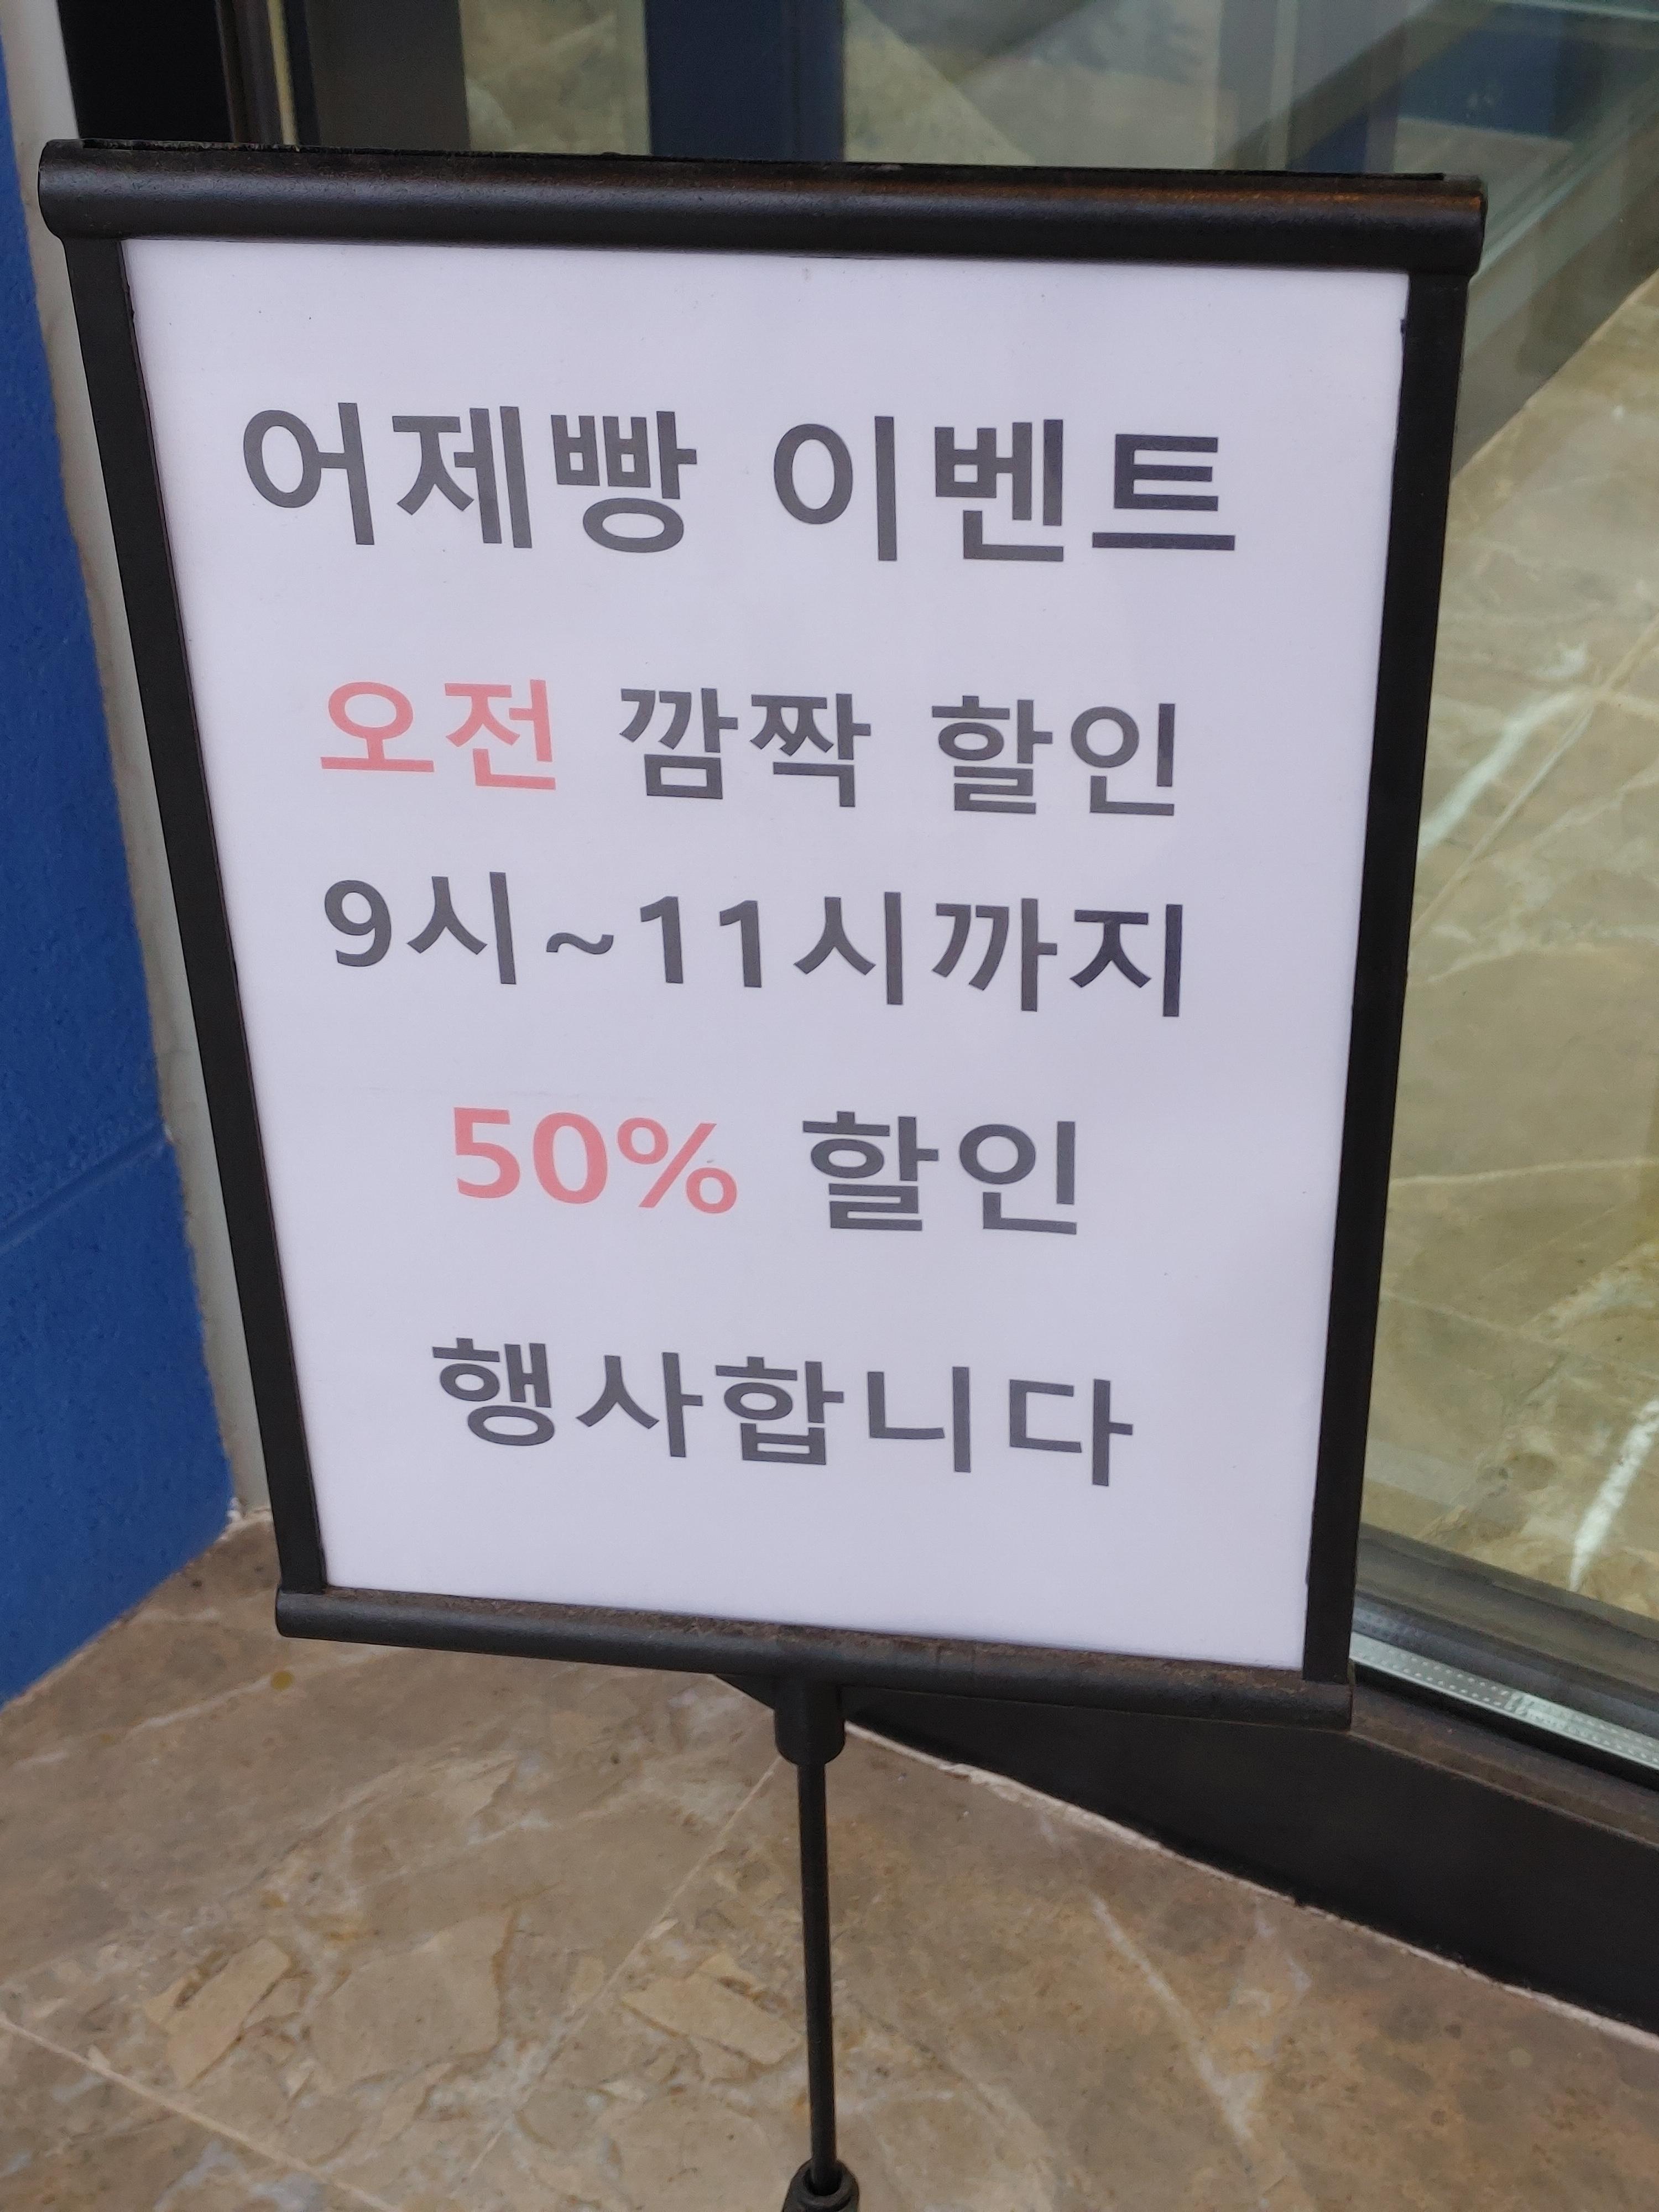 어제빵 이벤트
오전 깜짝 할인
9시~11시까지
50% 할인
행사합니다